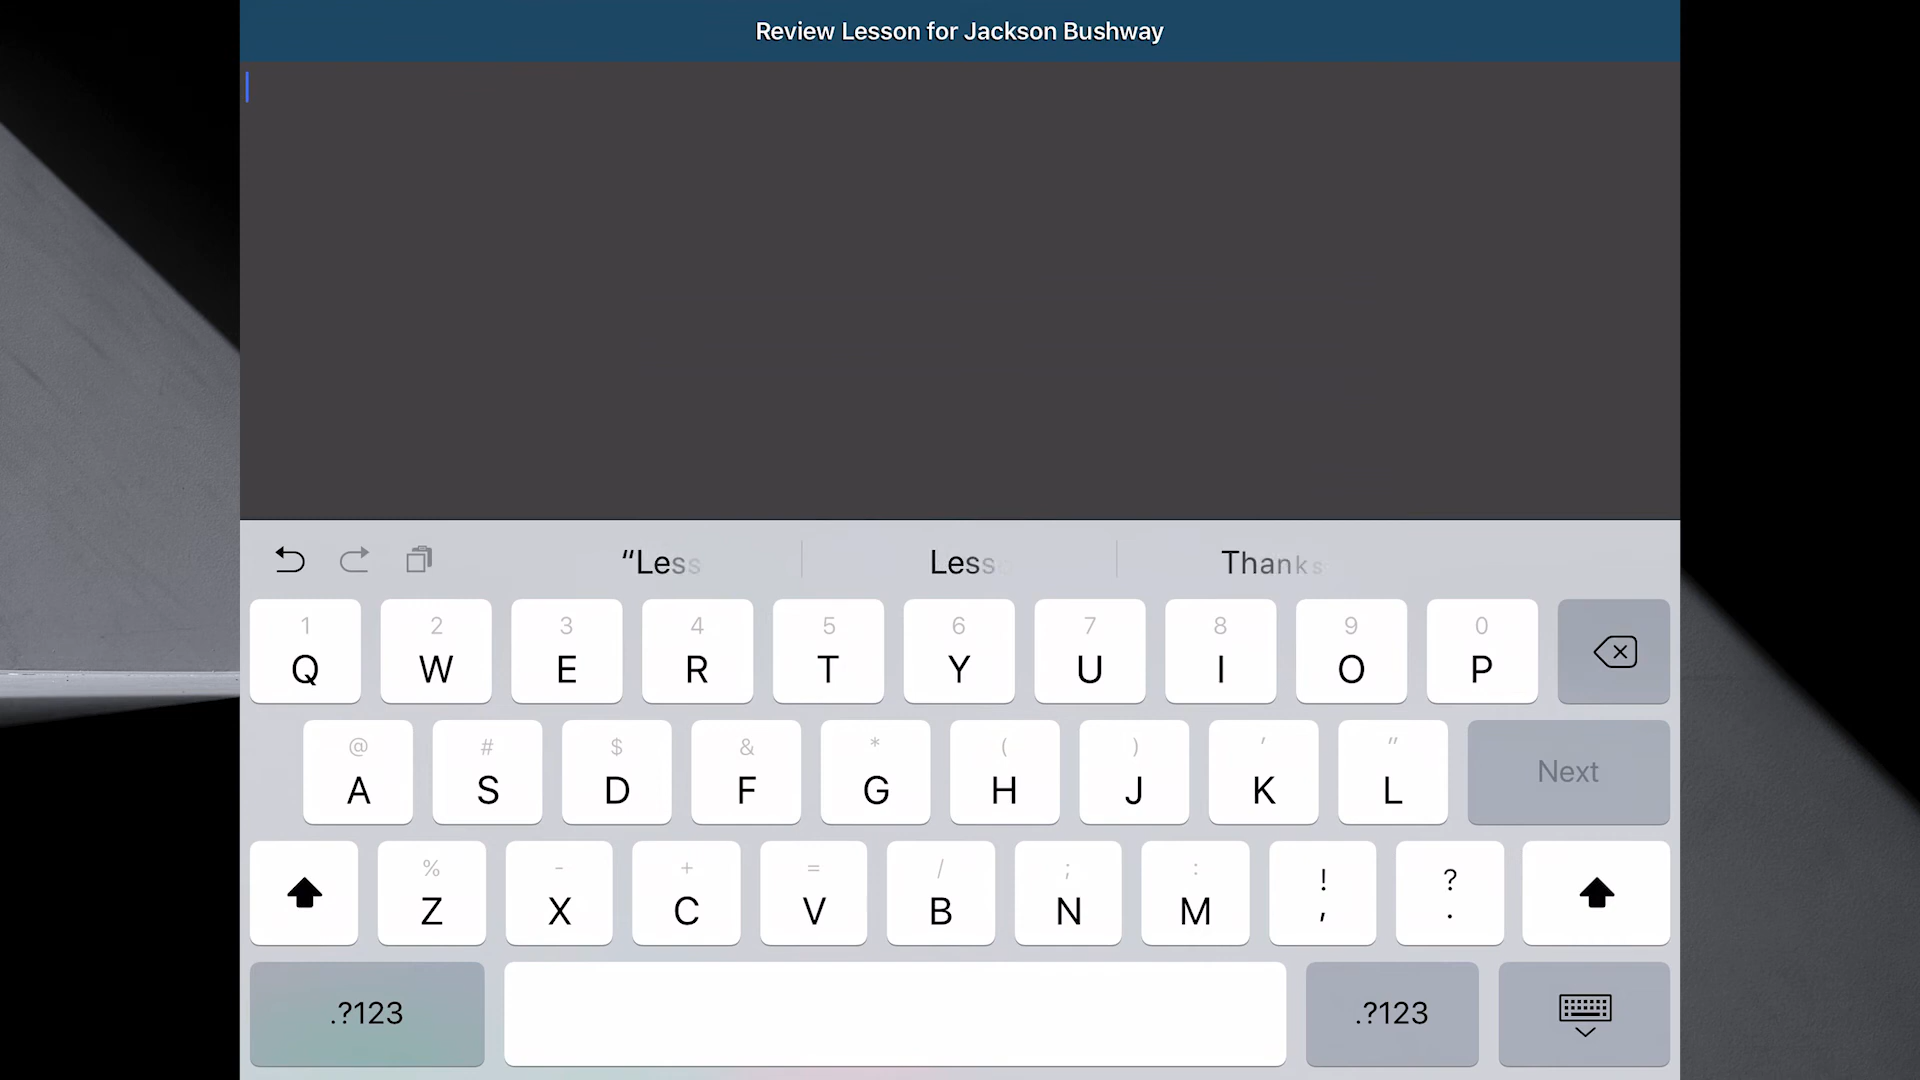 Review Lesson for Jackson Bushway
“Less Less Thanks
1 2 3 4 5 6 7 8 9 0
Q W E R T Y U I O P
@ # $ & * ( ) ' "
A S D F G H J K L Next
% - + = / ; : ! ?
Z X C V B N M , .
.?123 .?123